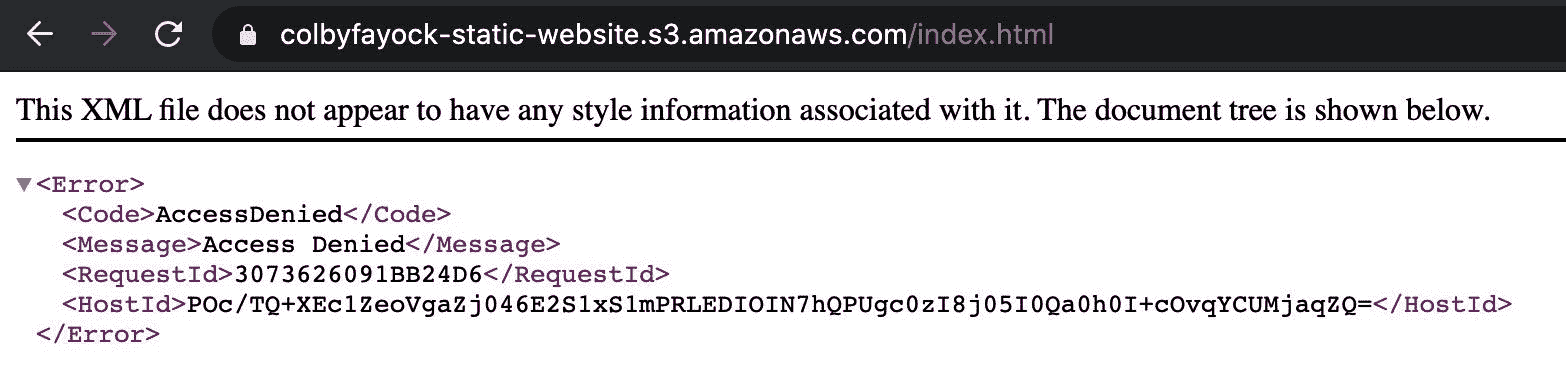 colbyfayock-static-website.s3.amazonaws.com/index.html
This XML file does not appear to have any style information associated with it. The document tree is shown below.
▼<Error>
<Code>AccessDenied</Code>
<Message>Access Denied</Message>
<RequestId>3073626091BB24D6</RequestId>
<HostId>POc/TQ+XEc1ZeoVgaZj046E2S1xS1mPRLEDIOIN7hQPUgc0zI8j05I0Qa0h0I+cOvqYCUMjaqZQ=</HostId>
</Error>